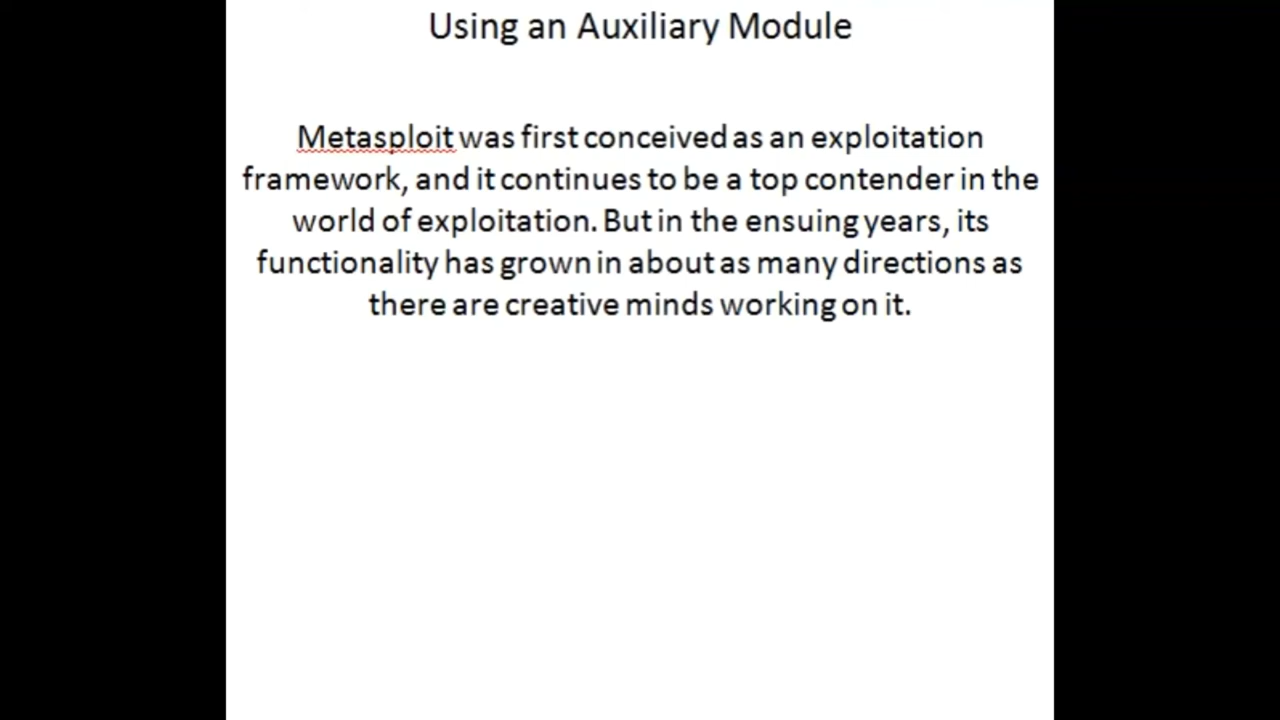 Using an Auxiliary Module
Metasploit was first conceived as an exploitation
framework, and it continues to be a top contender in the
world of exploitation. But in the ensuing years, its
functionality has grown in about as many directions as
there are creative minds working on it.